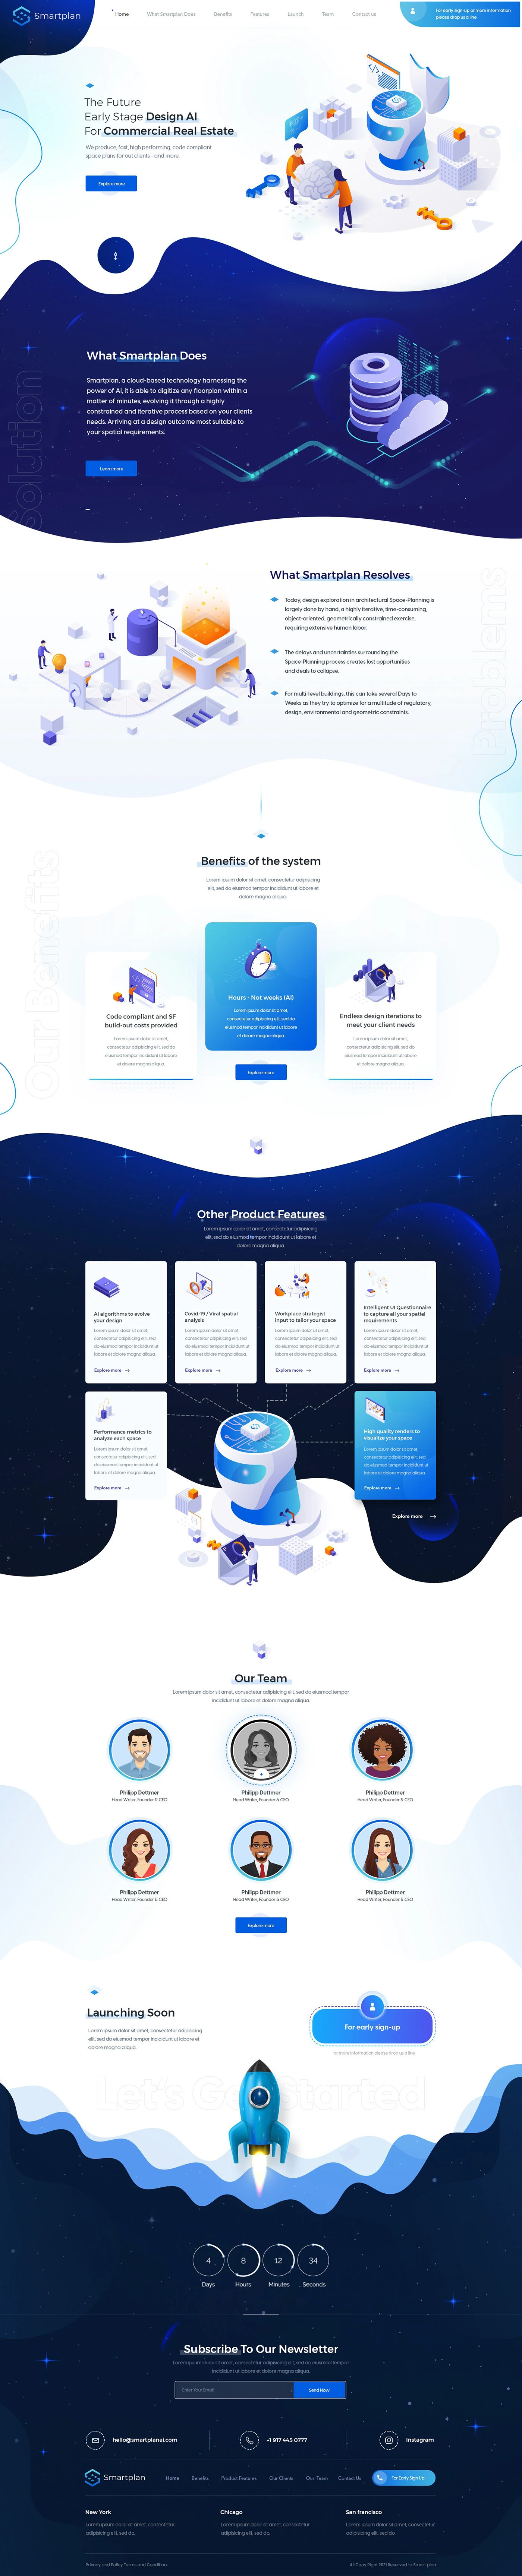 Smartplan
Home
What Smartplan Does
Benefits
Features
Launch
Team
Contact us
For early sign-up or more information
please drop us a line
The Future
Early Stage Design AI
For Commercial Real Estate
We produce, fast, high performing, code compliant
space plans for out clients - and more.
Explore more
Solution
What Smartplan Does
Smartplan, a cloud-based technology harnessing the
power of AI, it is able to digitize any floorplan within a
matter of minutes, evolving it through a highly
constrained and iterative process based on your clients
needs. Arriving at a design outcome most suitable to
your spatial requirements.
Learn more
Problems
What Smartplan Resolves
Today, design exploration in architectural Space-Planning is
largely done by hand, a highly iterative, time-consuming,
object-oriented, geometrically constrained exercise,
requiring extensive human labor.
The delays and uncertainties surrounding the
Space-Planning process creates lost opportunities
and deals to collapse.
For multi-level buildings, this can take several Days to
Weeks as they try to optimize for a multitude of regulatory,
design, environmental and geometric constraints.
Our Benefits
Benefits of the system
Lorem ipsum dolor sit amet, consectetur adipisicing
elit, sed do eiusmod tempor incididunt ut labore et
dolore magna aliqua.
Code compliant and SF
build-out costs provided
Lorem ipsum dolor sit amet,
consectetur adipisicing elit, sed do
eiusmod tempor incididunt ut labore
et dolore magna aliqua.
Hours - Not weeks (AI)
Lorem ipsum dolor sit amet,
consectetur adipisicing elit, sed do
eiusmod tempor incididunt ut labore
et dolore magna aliqua.
Explore more
Endless design iterations to
meet your client needs
Lorem ipsum dolor sit amet,
consectetur adipisicing elit, sed do
eiusmod tempor incididunt ut labore
et dolore magna aliqua.
Other Product Features
Lorem ipsum dolor sit amet, consectetur adipisicing
elit, sed do eiusmod tempor incididunt ut labore et
dolore magna aliqua.
AI algorithms to evolve
your design
Lorem ipsum dolor sit amet,
consectetur adipisicing elit, sed
do eiusmod tempor incididunt
ut labore et dolore magna aliqua.
Explore more
Covid-19 / Viral spatial
analysis
Lorem ipsum dolor sit amet,
consectetur adipisicing elit, sed
do eiusmod tempor incididunt
ut labore et dolore magna aliqua.
Explore more
Workplace strategist
input to tailor your space
Lorem ipsum dolor sit amet,
consectetur adipisicing elit, sed
do eiusmod tempor incididunt
ut labore et dolore magna aliqua.
Explore more
Intelligent UI Questionnaire
to capture all your spatial
requirements
Lorem ipsum dolor sit amet,
consectetur adipisicing elit, sed
do eiusmod tempor incididunt ut
labore et dolore magna aliqua.
Explore more
Performance metrics to
analyze each space
Lorem ipsum dolor sit amet,
consectetur adipisicing elit, sed
do eiusmod tempor incididunt
ut labore et dolore magna aliqua.
Explore more
High quality renders to
visualize your space
Lorem ipsum dolor sit amet,
consectetur adipisicing elit, sed
do eiusmod tempor incididunt ut
labore et dolore magna aliqua.
Explore more
Explore more
Our Team
Lorem ipsum dolor sit amet, consectetur adipisicing elit, sed do eiusmod tempor
incididunt ut labore et dolore magna aliqua.
Philipp Dettmer
Head Writer, Founder & CEO
Philipp Dettmer
Head Writer, Founder & CEO
Philipp Dettmer
Head Writer, Founder & CEO
Philipp Dettmer
Head Writer, Founder & CEO
Philipp Dettmer
Head Writer, Founder & CEO
Philipp Dettmer
Head Writer, Founder & CEO
Explore more
Launching Soon
Lorem ipsum dolor sit amet, consectetur adipisicing
elit, sed do eiusmod tempor incididunt ut labore et
dolore magna aliqua.
For early sign-up
or more information please drop us a line
Let's Get Started
4
8
12
34
Days
Hours
Minutes
Seconds
Subscribe To Our Newsletter
Lorem ipsum dolor sit amet, consectetur adipisicing elit, sed do eiusmod tempor
incididunt ut labore et dolore magna aliqua.
Enter Your Email
Send Now
hello@smartplanai.com
+1 917 445 0777
Instagram
Smartplan
Home
Benefits
Product Features
Our Clients
Our Team
Contact Us
For Early Sign Up
New York
Lorem ipsum dolor sit amet, consectetur
adipisicing elit, sed do.
Chicago
Lorem ipsum dolor sit amet, consectetur
adipisicing elit, sed do.
San francisco
Lorem ipsum dolor sit amet, consectetur
adipisicing elit, sed do.
Privacy and Policy Terms and Condition.
All Copy Right 2021 Reserved to Smart plan